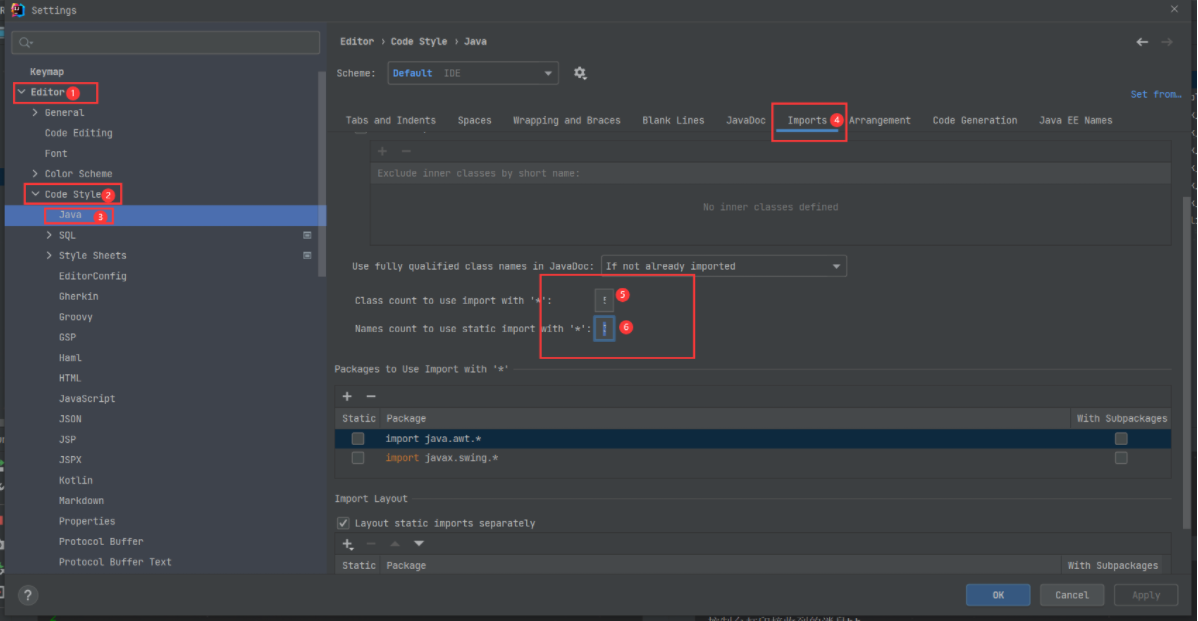 Settings
Keymap
Editor 1
General
Code Editing
Font
Color Scheme
Code Style 2
Java 3
SQL
Style Sheets
EditorConfig
Gherkin
Groovy
GSP
Haml
HTML
JavaScript
JSON
JSP
JSPX
Kotlin
Markdown
Properties
Protocol Buffer
Protocol Buffer Text
Editor › Code Style › Java
Scheme: Default IDE
Set from…
Tabs and Indents Spaces Wrapping and Braces Blank Lines JavaDoc Imports 4 Arrangement Code Generation Java EE Names
Exclude inner classes by short name:
No inner classes defined
Use fully qualified class names in JavaDoc: If not already imported
Class count to use import with '*': 5
Names count to use static import with '*': 6
Packages to Use Import with '*'
Static Package With Subpackages
import java.awt.*
import javax.swing.*
Import Layout
Layout static imports separately
Static Package With Subpackages
? OK Cancel Apply